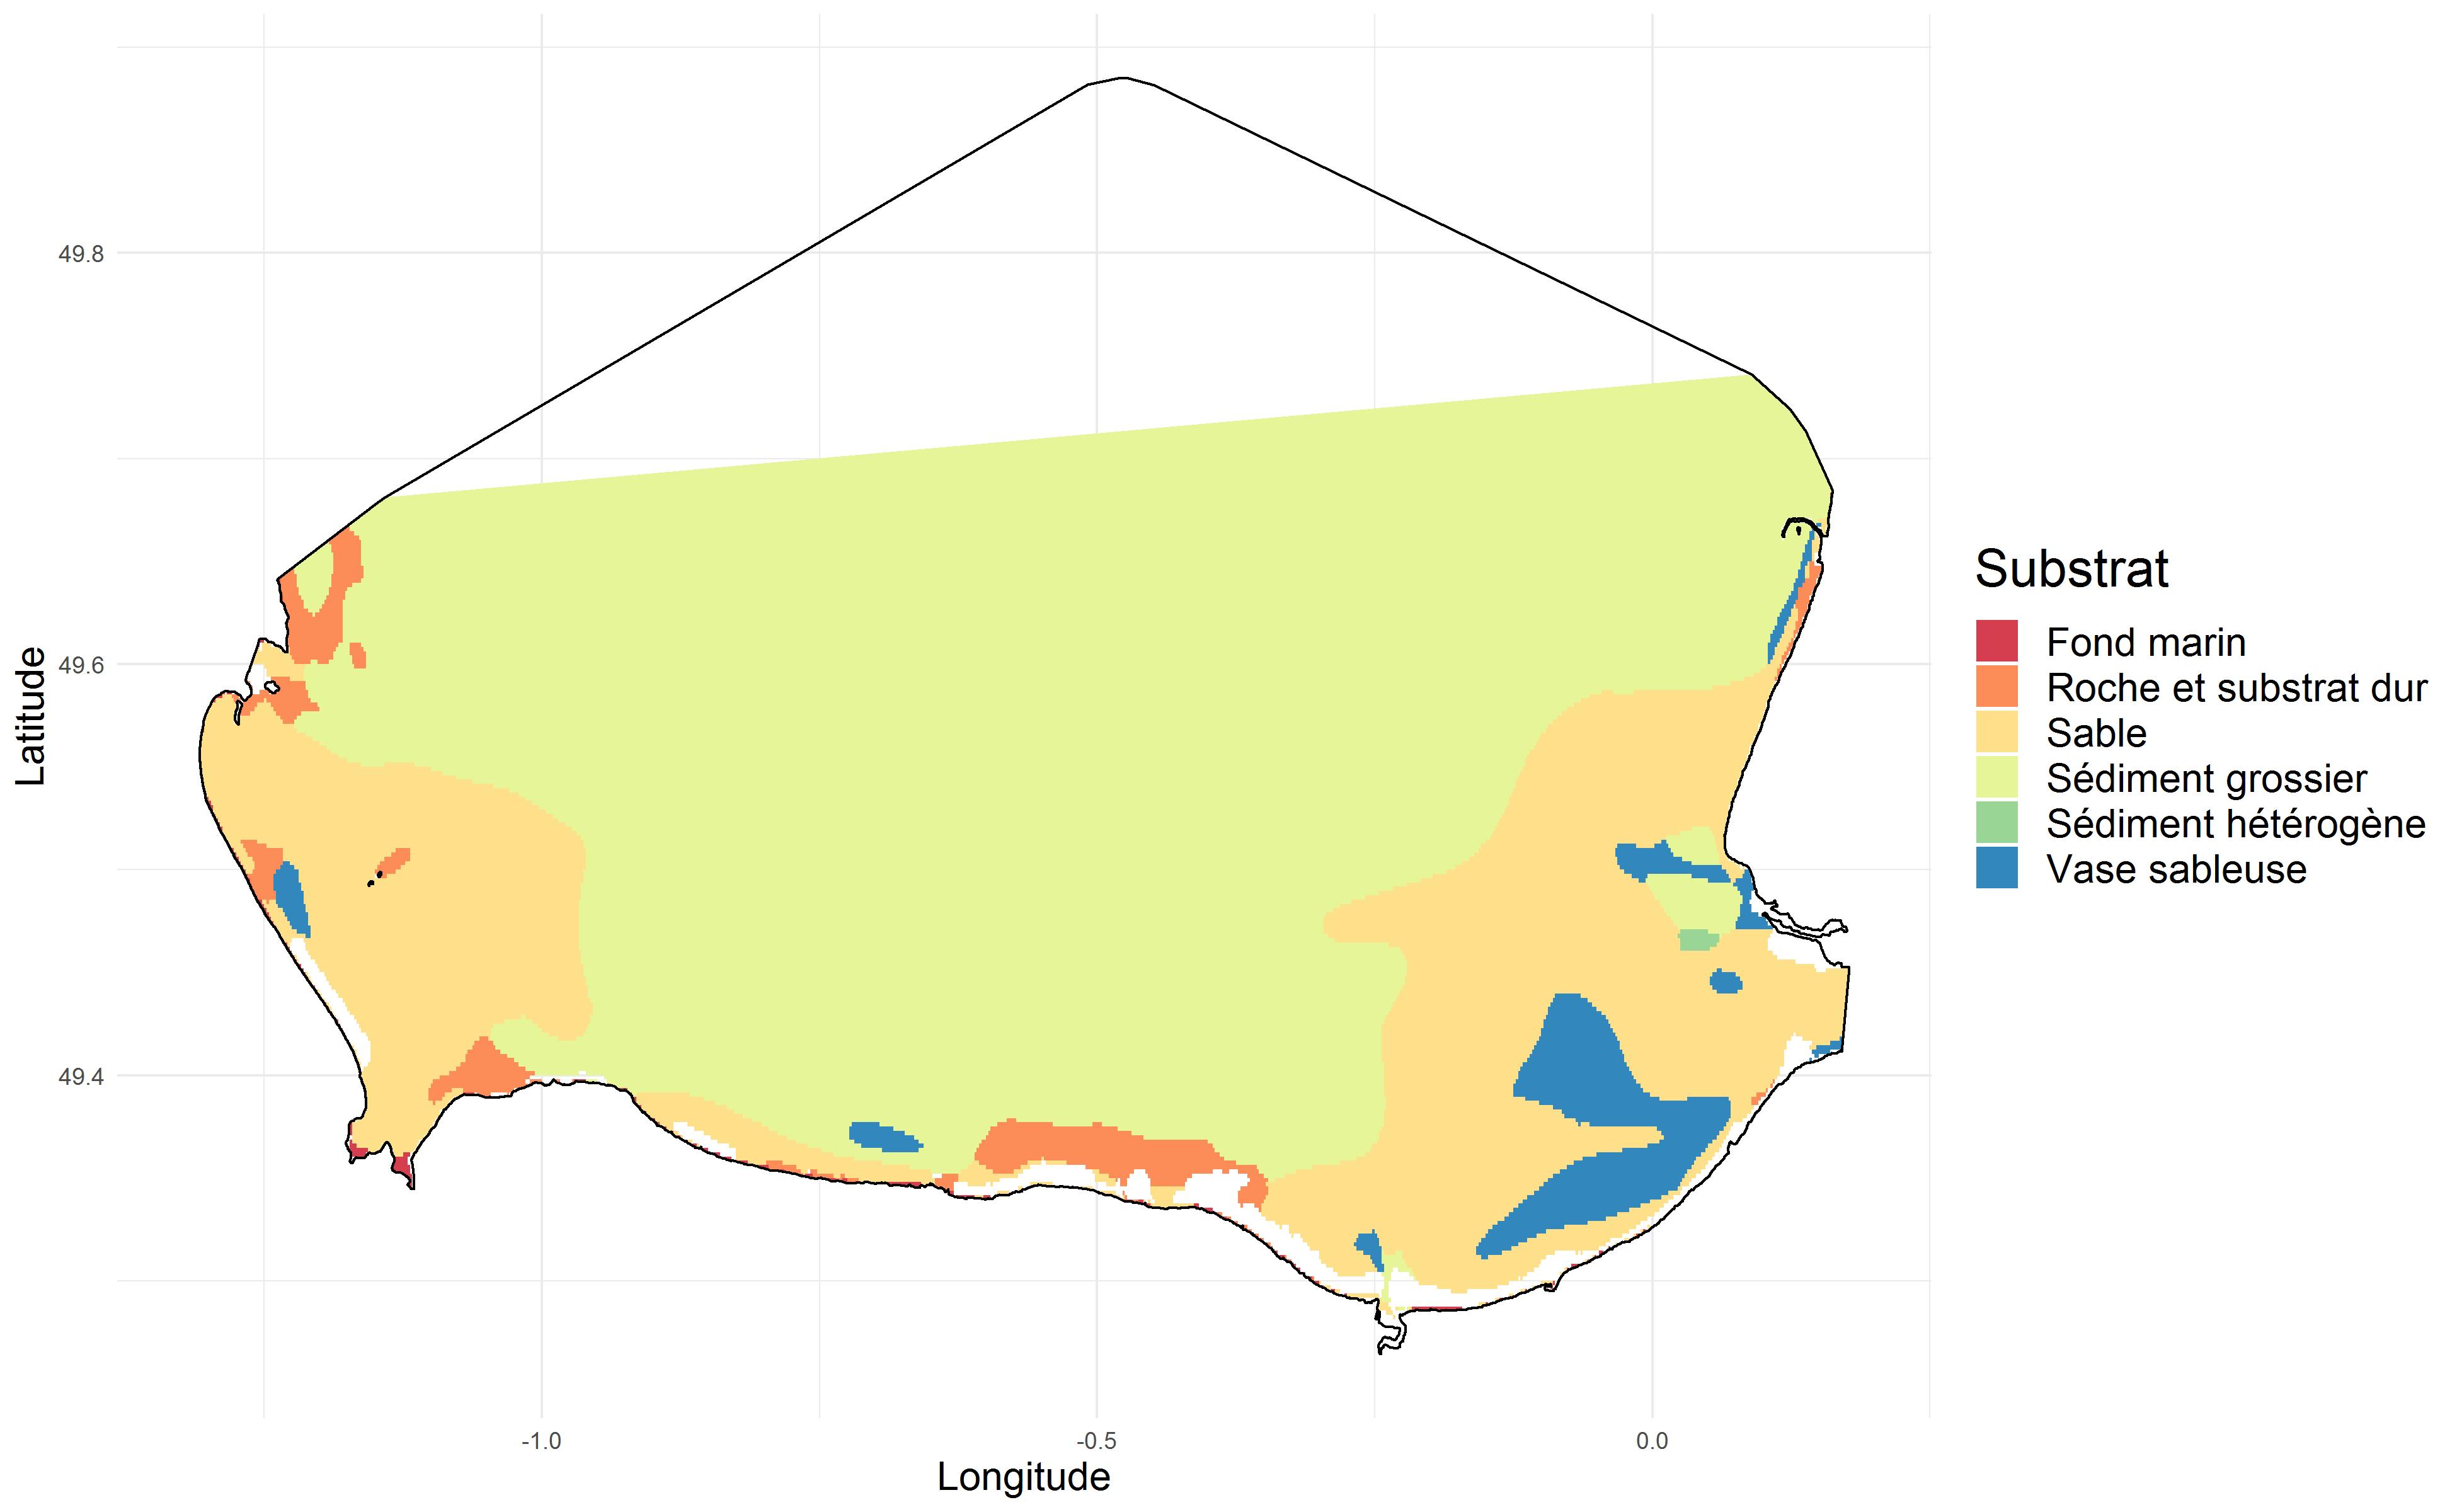 49.8
49.6
49.4
Latitude
-1.0
-0.5
0.0
Longitude
Substrat
Fond marin
Roche et substrat dur
Sable
Sédiment grossier
Sédiment hétérogène
Vase sableuse